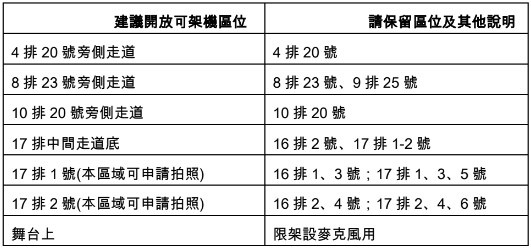 建議開放可架機區位 請保留區位及其他說明
4 排 20 號旁側走道 4 排 20 號
8 排 23 號旁側走道 8 排 23 號、9 排 25 號
10 排 20 號旁側走道 10 排 20 號
17 排中間走道底 16 排 2 號、17 排 1-2 號
17 排 1 號(本區域可申請拍照) 16 排 1、3 號；17 排 1、3、5 號
17 排 2 號(本區域可申請拍照) 16 排 2、4 號；17 排 2、4、6 號
舞台上 限架設麥克風用